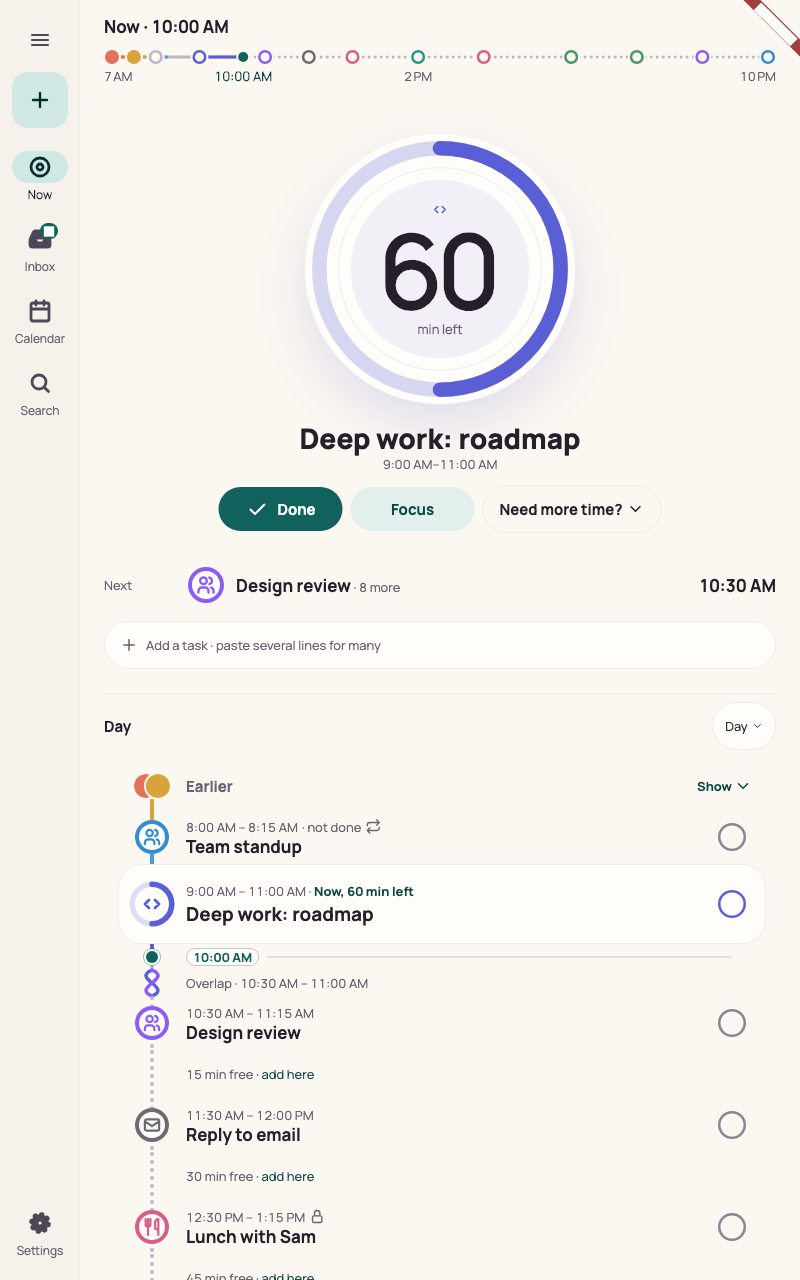 Now · 10:00 AM
7 AM
10:00 AM
2 PM
10 PM
Now
Inbox
Calendar
Search
60
min left
Deep work: roadmap
9:00 AM–11:00 AM
Done
Focus
Need more time?
Next
Design review · 8 more
10:30 AM
Add a task · paste several lines for many
Day
Day
Earlier
Show
8:00 AM – 8:15 AM · not done
Team standup
9:00 AM – 11:00 AM · Now, 60 min left
Deep work: roadmap
10:00 AM
Overlap · 10:30 AM – 11:00 AM
10:30 AM – 11:15 AM
Design review
15 min free · add here
11:30 AM – 12:00 PM
Reply to email
30 min free · add here
12:30 PM – 1:15 PM
Lunch with Sam
45 min free · add here
Settings